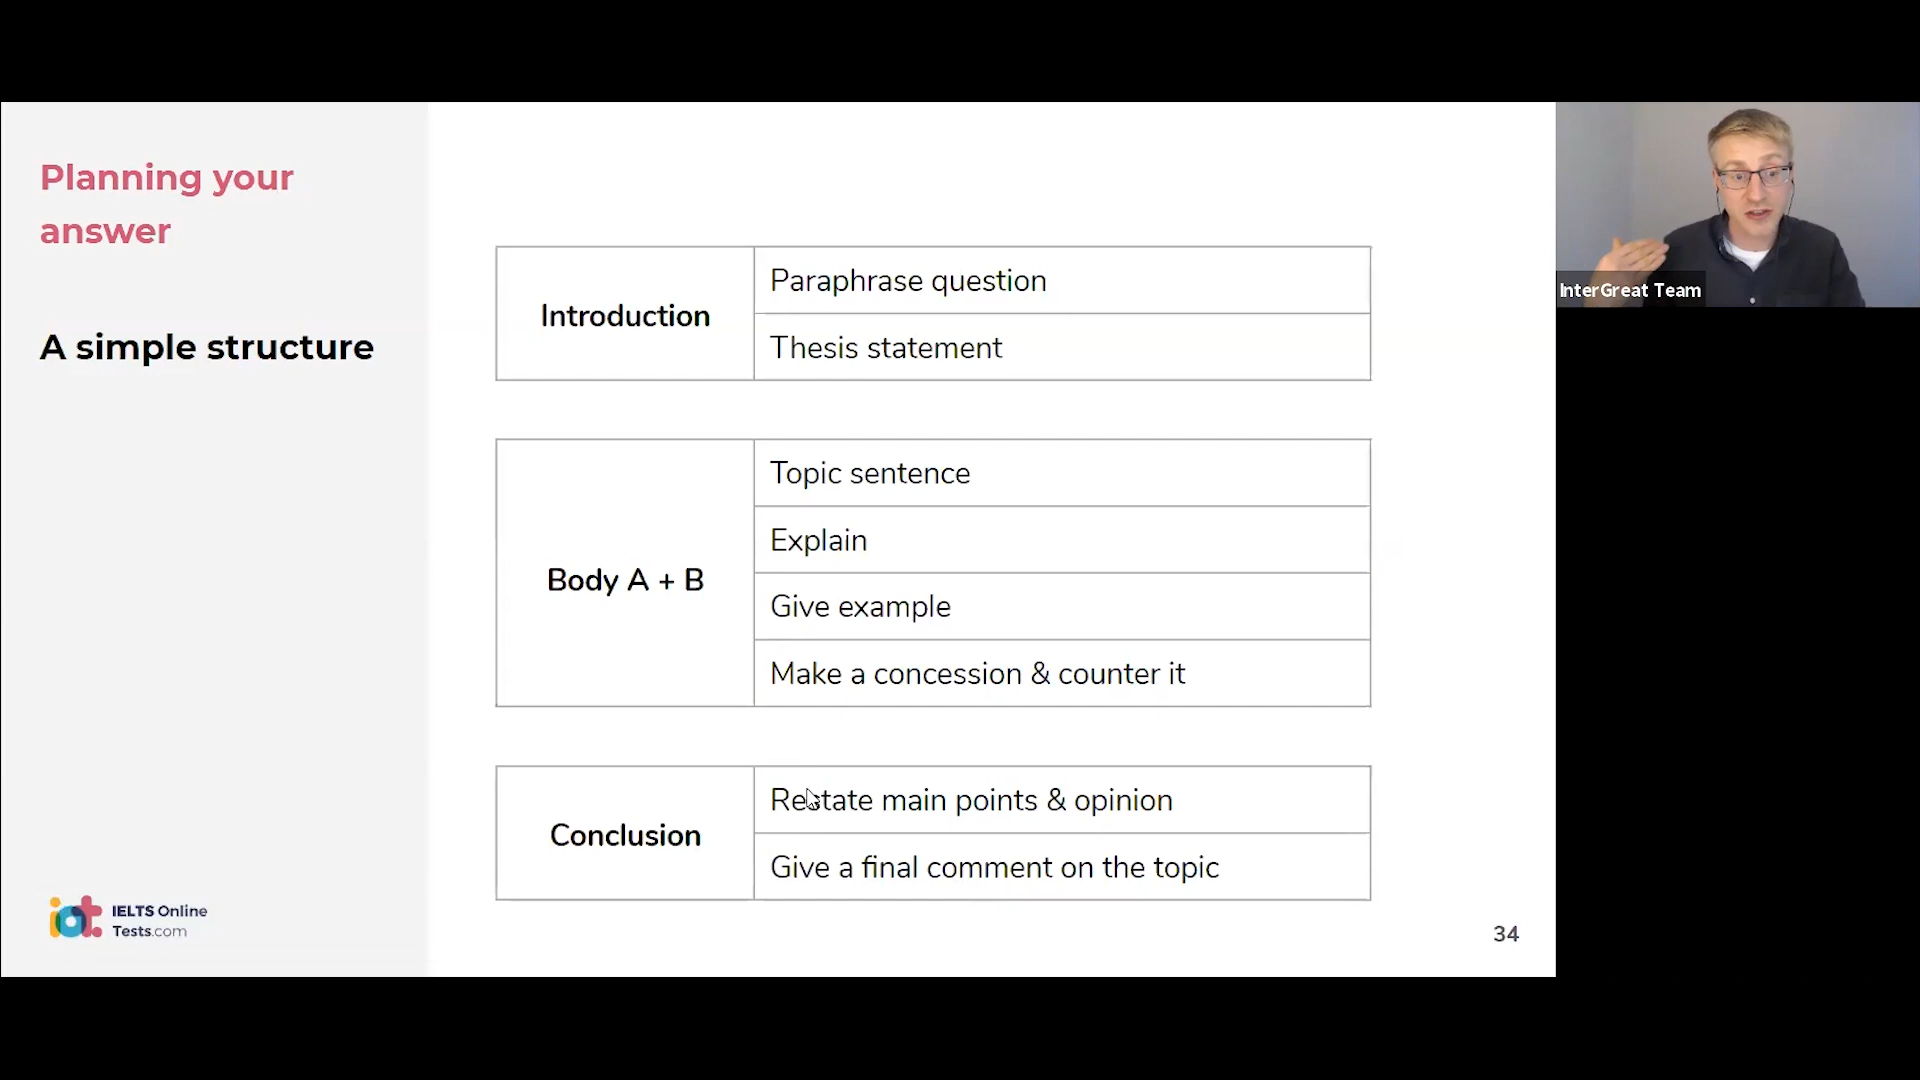 Planning your
answer
A simple structure
Introduction
Paraphrase question
Thesis statement
Body A + B
Topic sentence
Explain
Give example
Make a concession & counter it
Conclusion
Restate main points & opinion
Give a final comment on the topic
iot
IELTS Online
Tests.com
34
InterGreat Team